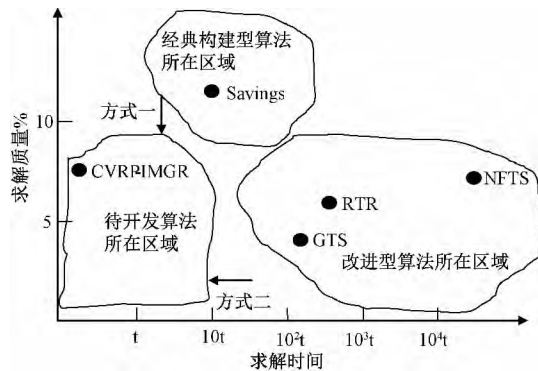 求解质量%
10
5
经典构建型算法
所在区域
Savings
方式一
CVRP-IMGR
待开发算法
所在区域
方式二
NFTS
RTR
GTS
改进型算法所在区域
t
10t
10²t
10³t
10⁴t
求解时间